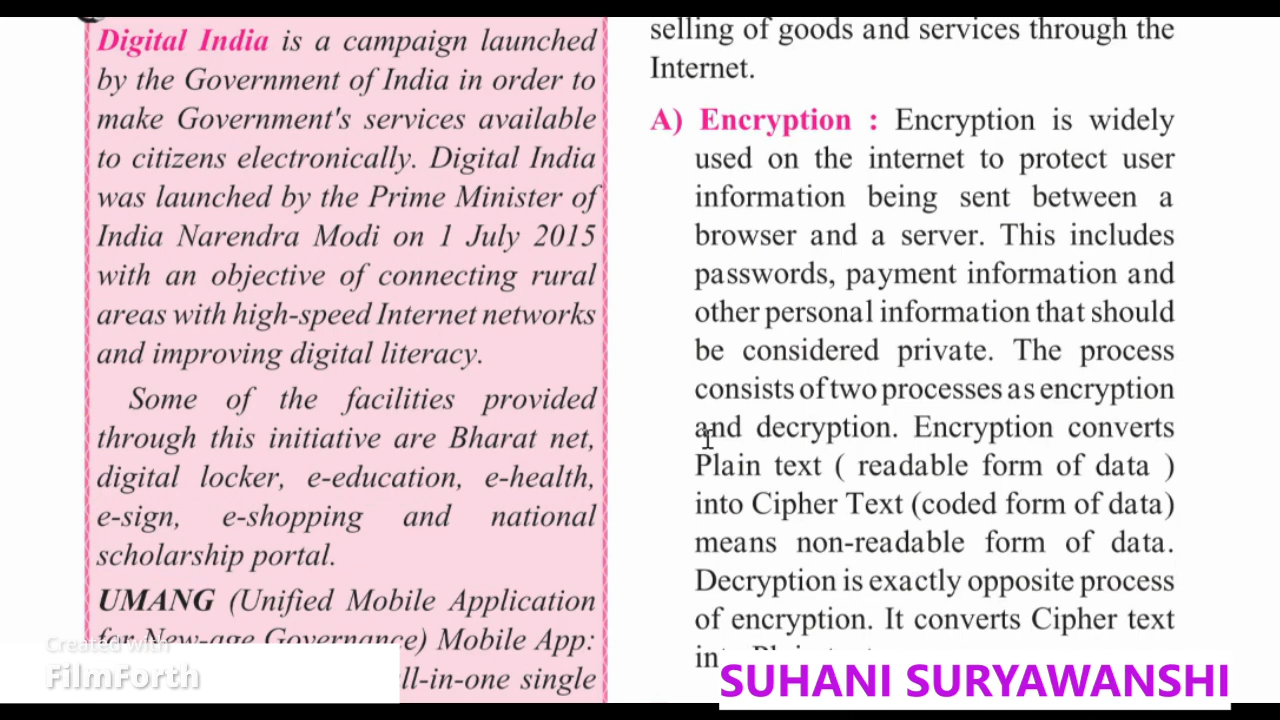 Digital India is a campaign launched
by the Government of India in order to
make Government's services available
to citizens electronically. Digital India
was launched by the Prime Minister of
India Narendra Modi on 1 July 2015
with an objective of connecting rural
areas with high-speed Internet networks
and improving digital literacy.
Some of the facilities provided
through this initiative are Bharat net,
digital locker, e-education, e-health,
e-sign, e-shopping and national
scholarship portal.
UMANG (Unified Mobile Application
for New-age Governance) Mobile App:
ll-in-one single
selling of goods and services through the
Internet.
A) Encryption : Encryption is widely
used on the internet to protect user
information being sent between a
browser and a server. This includes
passwords, payment information and
other personal information that should
be considered private. The process
consists of two processes as encryption
and decryption. Encryption converts
Plain text ( readable form of data )
into Cipher Text (coded form of data)
means non-readable form of data.
Decryption is exactly opposite process
of encryption. It converts Cipher text
Created with
FilmForth
SUHANI SURYAWANSHI